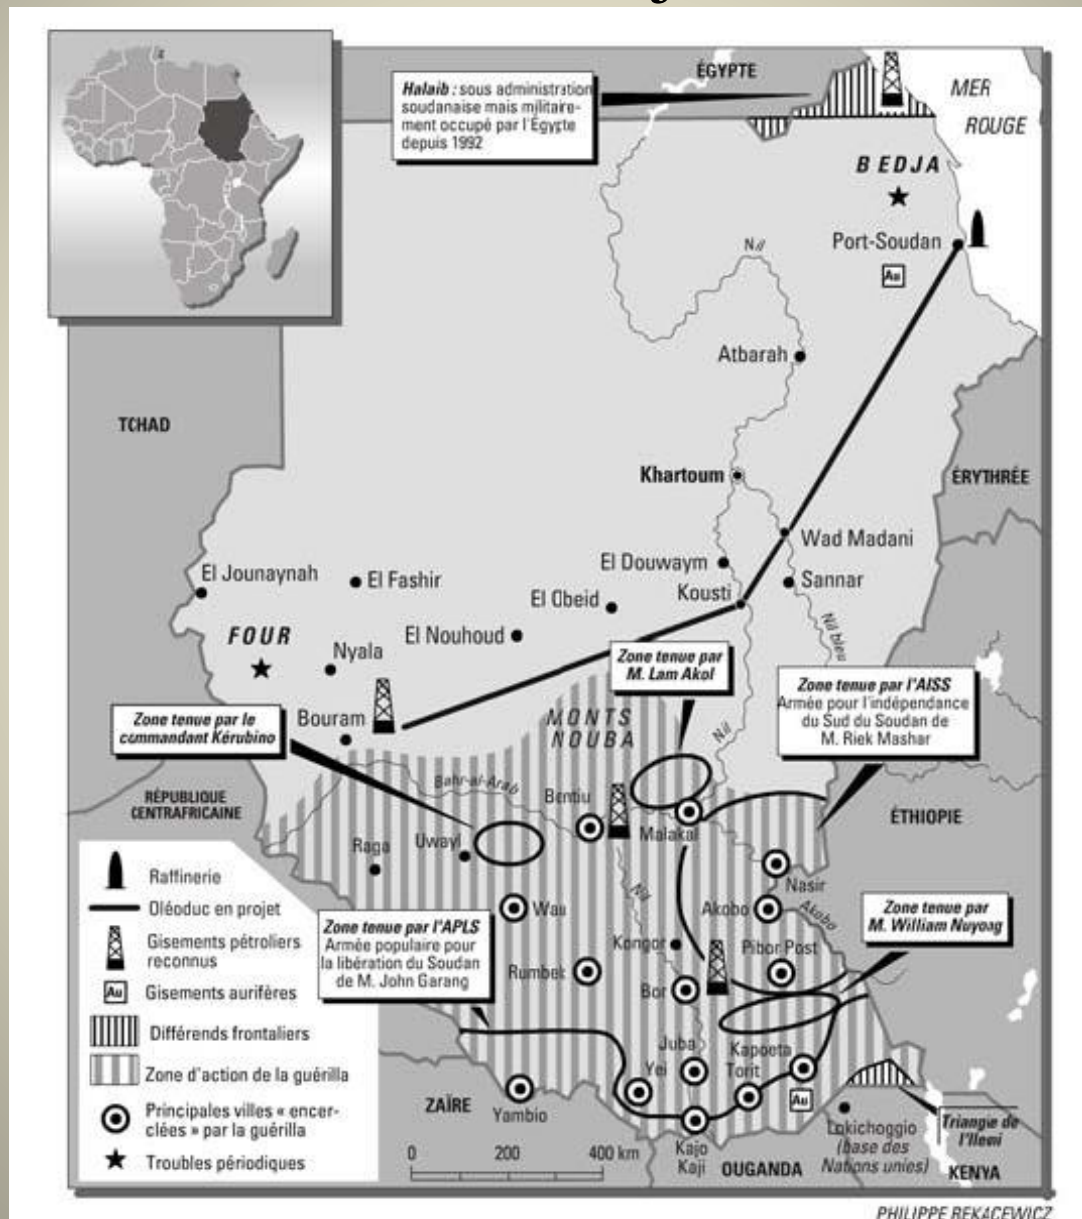 Halaib : sous administration
soudanaise mais militaire-
ment occupé par l'Égypte
depuis 1992
ÉGYPTE
MER
ROUGE
BEDJA
Port-Soudan
Au
Nil
Atbarah
TCHAD
Khartoum
ÉRYTHRÉE
Wad Madani
El Douwaym
Sannar
El Jounaynah
El Fashir
El Obeid
Kousti
Nil bleu
FOUR
El Nouhoud
Nyala
Zone tenue par
M. Lam Akol
Zone tenue par l'AISS
Armée pour l'indépendance
du Sud du Soudan de
M. Riek Mashar
Zone tenue par le
commandant Kérubino
Bouram
MONTS
NOUBA
Nil
Bahr-al-Arab
RÉPUBLIQUE
CENTRAFRICAINE
Bentiu
Malakal
ÉTHIOPIE
Raga
Uwayl
Nasir
Wau
Akobo
Akobo
Zone tenue par
M. William Nuyoag
Zone tenue par l'APLS
Armée populaire pour
la libération du Soudan
de M. John Garang
Nil
Kongor
Pibor Post
Rumbek
Bor
Juba
Kapoeta
Yei
Torit
Au
ZAÏRE
Yambio
Kajo
Kaji
OUGANDA
Lokichoggio
(base des
Nations unies)
Triangle de
l'Ilemi
KENYA
Raffinerie
Oléoduc en projet
Gisements pétroliers
reconnus
Au
Gisements aurifères
Différends frontaliers
Zone d'action de la guérilla
Principales villes « encer-
clées » par la guérilla
Troubles périodiques
0 200 400 km
PHILIPPE REKACEWICZ